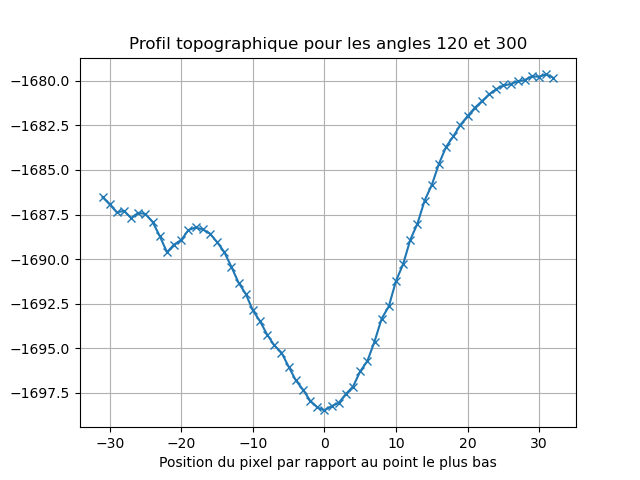 Profil topographique pour les angles 120 et 300
−1680.0
−1682.5
−1685.0
−1687.5
−1690.0
−1692.5
−1695.0
−1697.5
−30 −20 −10 0 10 20 30
Position du pixel par rapport au point le plus bas